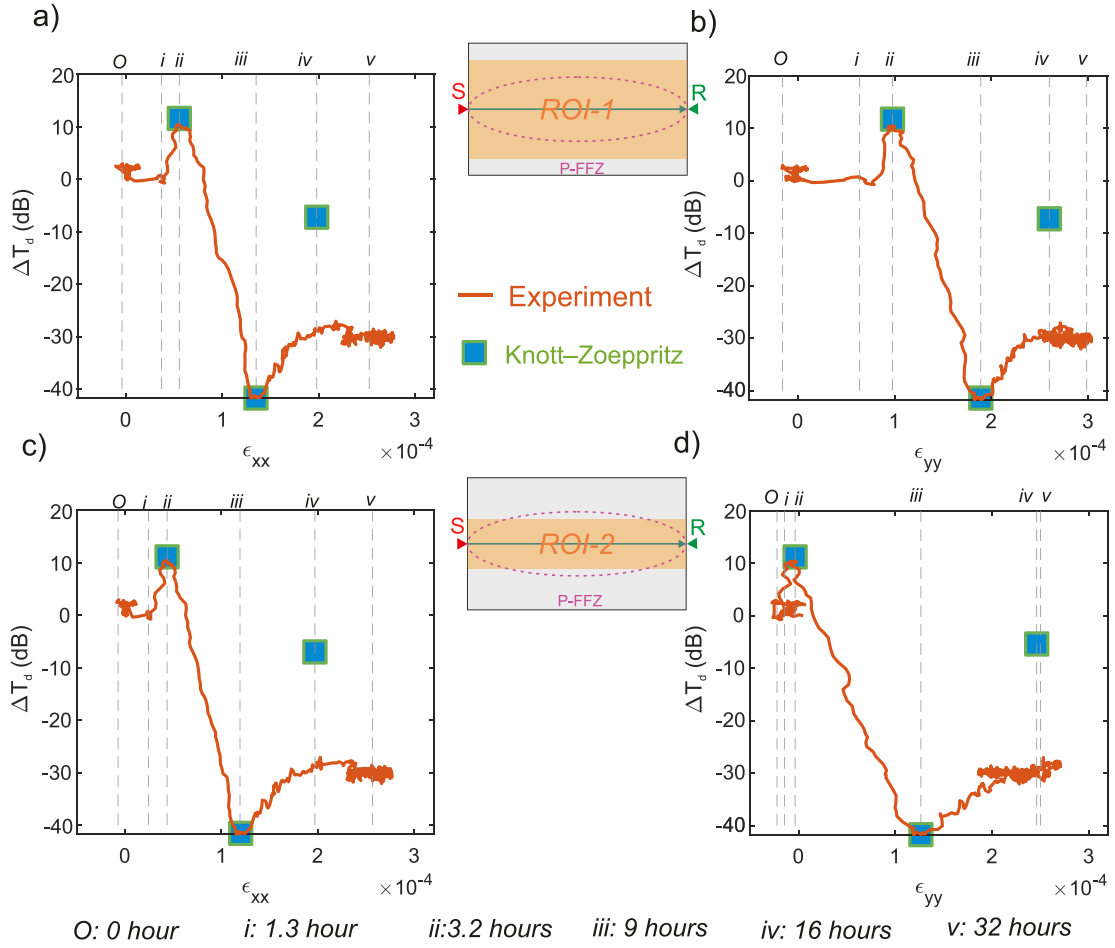 a)
O i ii iii iv v
20
10
0
-10
-20
-30
-40
ΔT_d (dB)
0 1 2 3
×10⁻⁴
ϵ_xx
S
ROI-1
R
P-FFZ
Experiment
Knott–Zoeppritz
b)
O i ii iii iv v
20
10
0
-10
-20
-30
-40
ΔT_d (dB)
0 1 2 3
×10⁻⁴
ϵ_yy
c)
O i ii iii iv v
20
10
0
-10
-20
-30
-40
ΔT_d (dB)
0 1 2 3
×10⁻⁴
ϵ_xx
S
ROI-2
R
P-FFZ
d)
O i ii iii iv v
20
10
0
-10
-20
-30
-40
ΔT_d (dB)
0 1 2 3
×10⁻⁴
ϵ_yy
O: 0 hour i: 1.3 hour ii:3.2 hours iii: 9 hours iv: 16 hours v: 32 hours